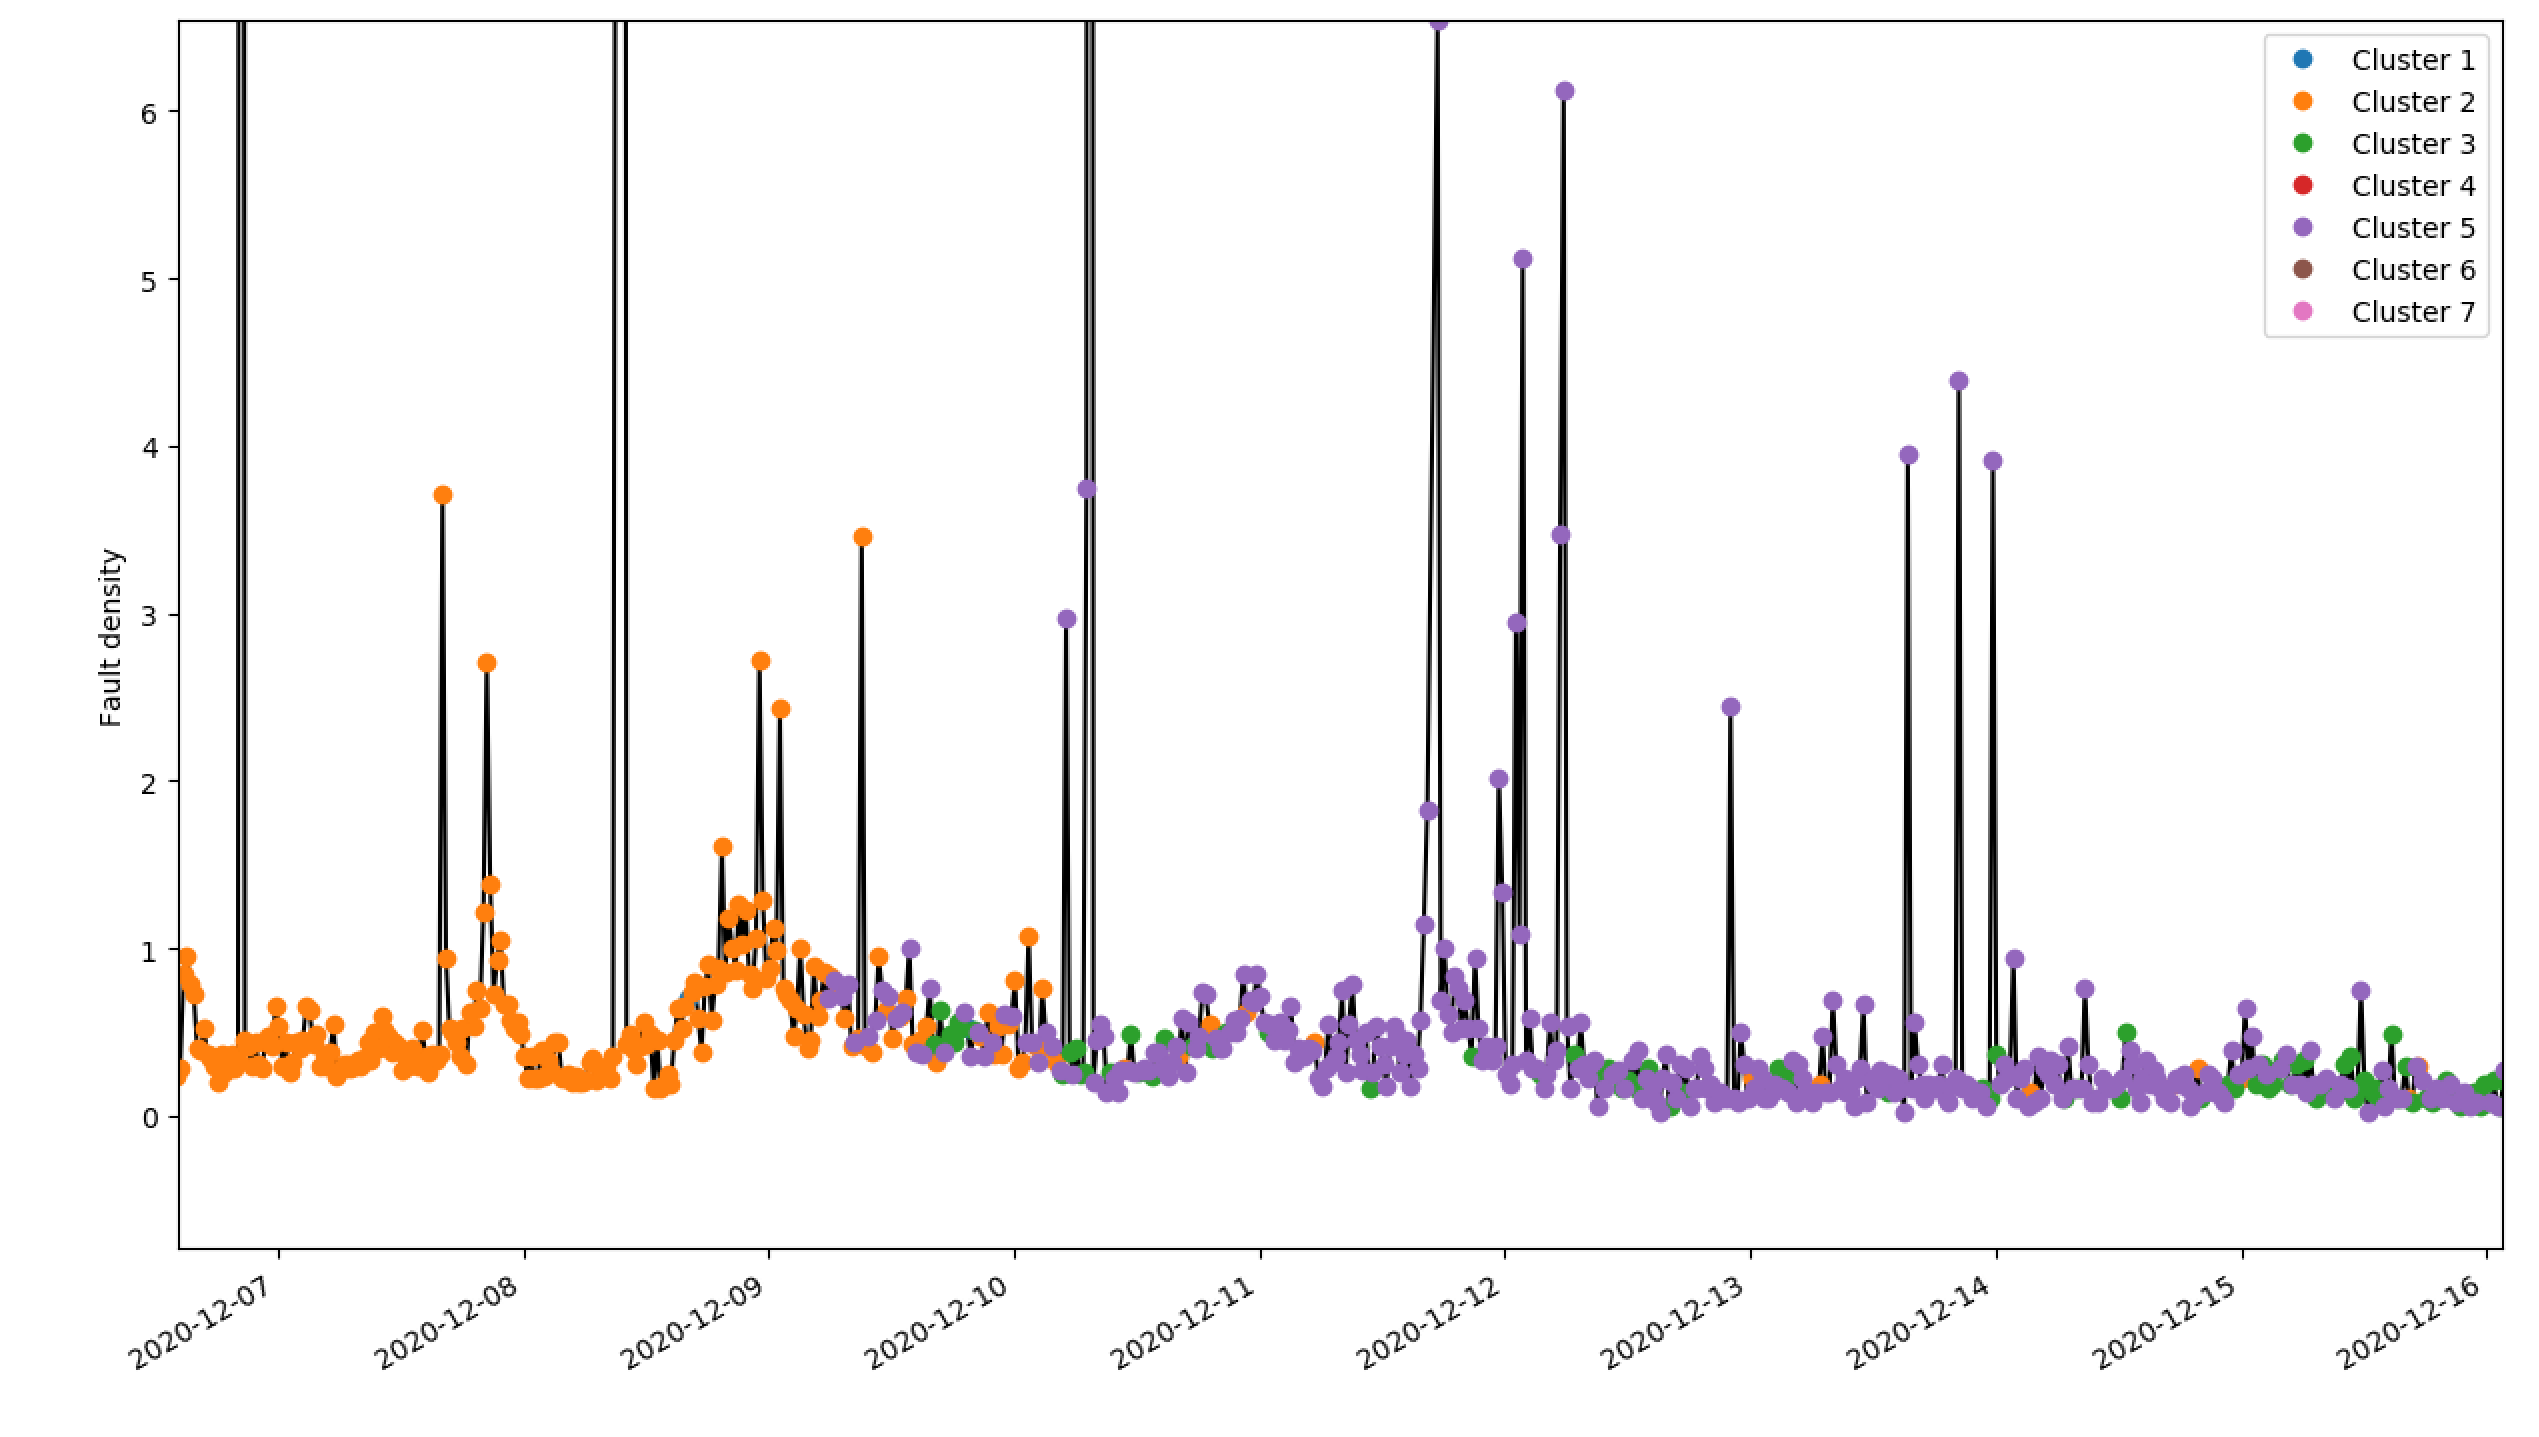 Cluster 1
Cluster 2
Cluster 3
Cluster 4
Cluster 5
Cluster 6
Cluster 7
6
5
4
3
2
1
0
Fault density
2020-12-07
2020-12-08
2020-12-09
2020-12-10
2020-12-11
2020-12-12
2020-12-13
2020-12-14
2020-12-15
2020-12-16